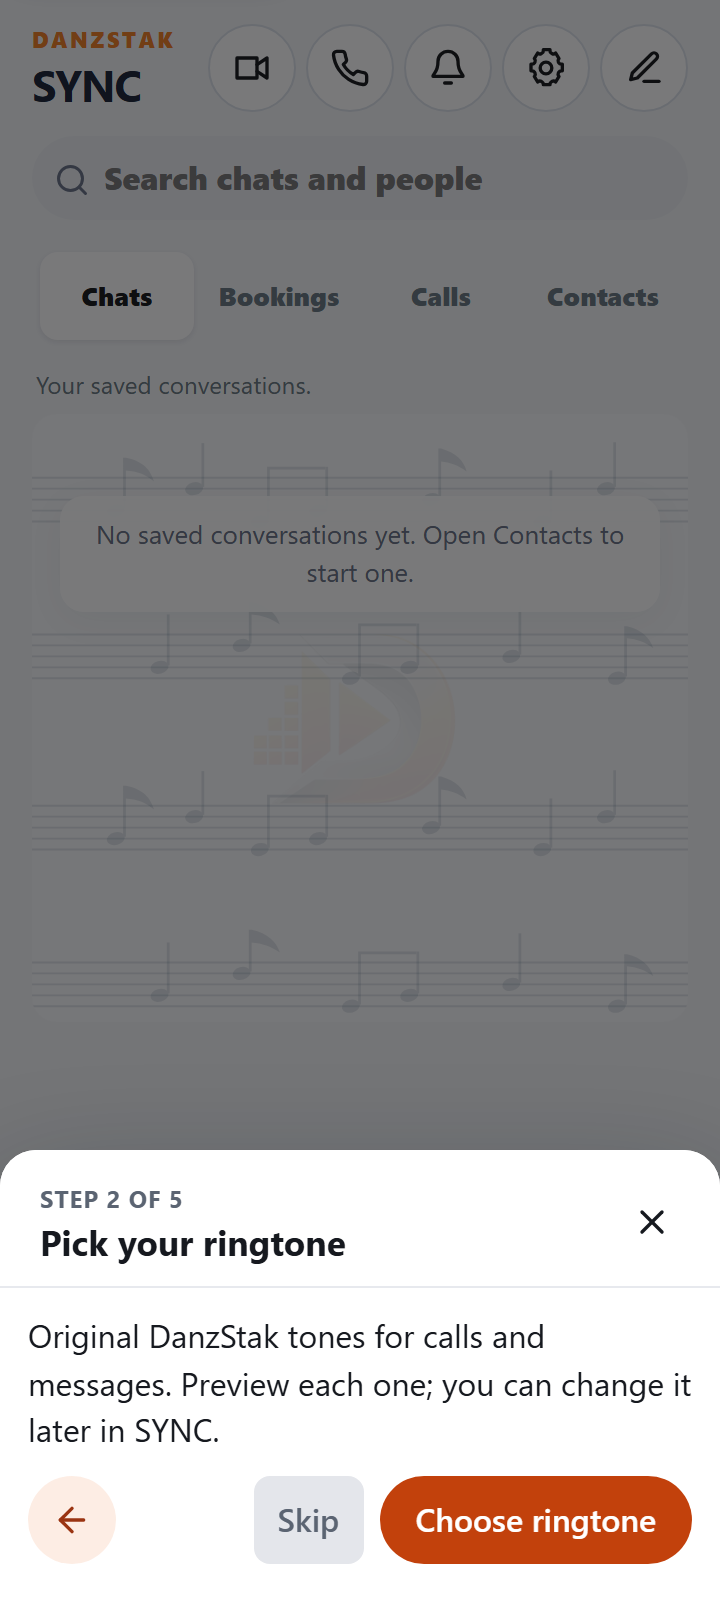 DANZSTAK
SYNC
Search chats and people
Chats
Bookings
Calls
Contacts
Your saved conversations.
No saved conversations yet. Open Contacts to
start one.
STEP 2 OF 5
Pick your ringtone
Original DanzStak tones for calls and
messages. Preview each one; you can change it
later in SYNC.
Skip
Choose ringtone